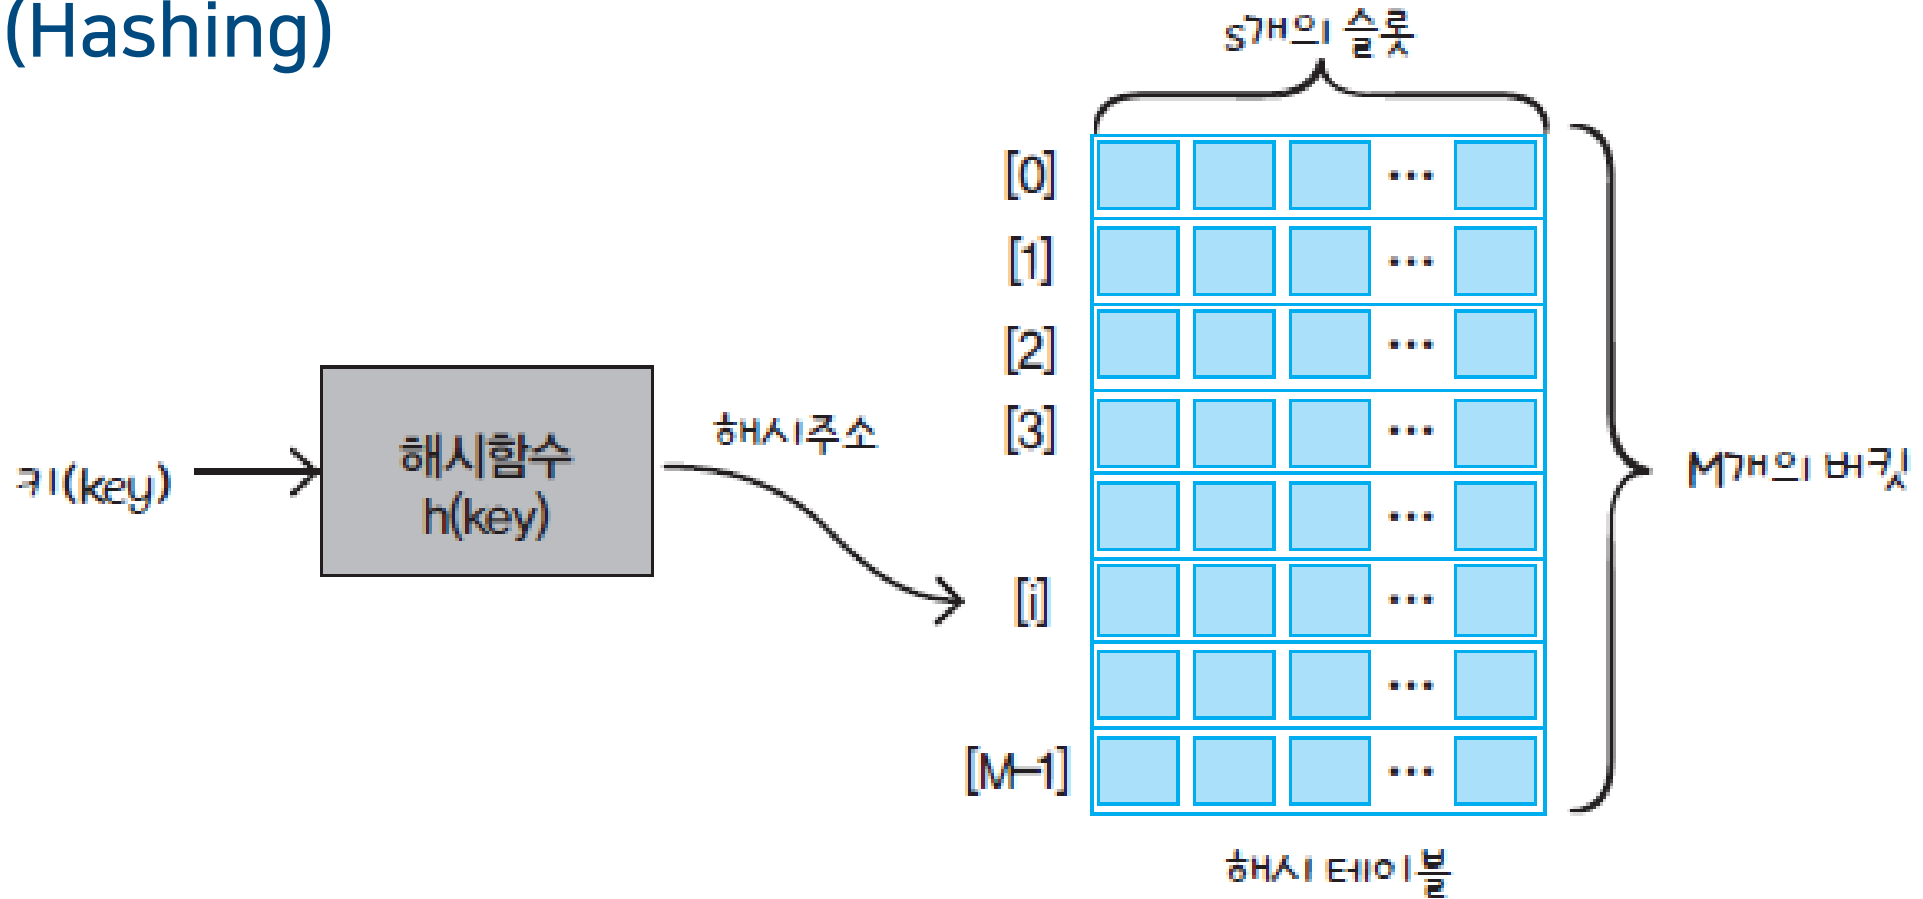 (Hashing)
s개의 슬롯
[0]
...
[1]
...
[2]
...
[3]
...
...
[i]
...
...
[M-1]
...
키(key)
해시함수
h(key)
해시주소
M개의 버킷
해시 테이블